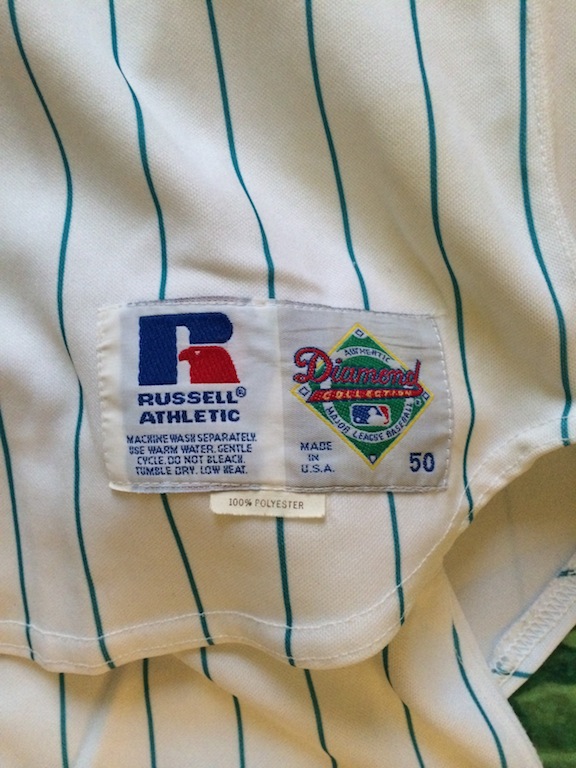 RUSSELL®
ATHLETIC
MACHINE WASH SEPARATELY.
USE WARM WATER. GENTLE
CYCLE. DO NOT BLEACH.
TUMBLE DRY. LOW HEAT.
AUTHENTIC
Diamond
COLLECTION
MAJOR LEAGUE BASEBALL
MADE
IN
U.S.A.
50
100% POLYESTER